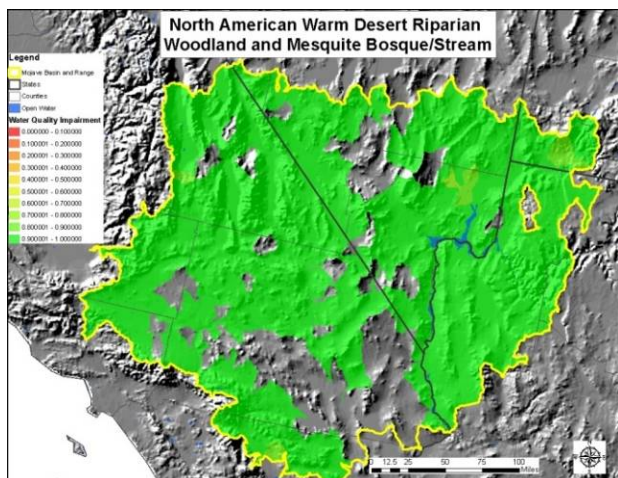 North American Warm Desert Riparian
Woodland and Mesquite Bosque/Stream
Legend
Mojave Basin and Range
States
Counties
Open Water
Water Quality Impairment
0.000000 - 0.100000
0.100001 - 0.200000
0.200001 - 0.300000
0.300001 - 0.400000
0.400001 - 0.500000
0.500001 - 0.600000
0.600001 - 0.700000
0.700001 - 0.800000
0.800001 - 0.900000
0.900001 - 1.000000
0 12.5 25 50 75 100
Miles